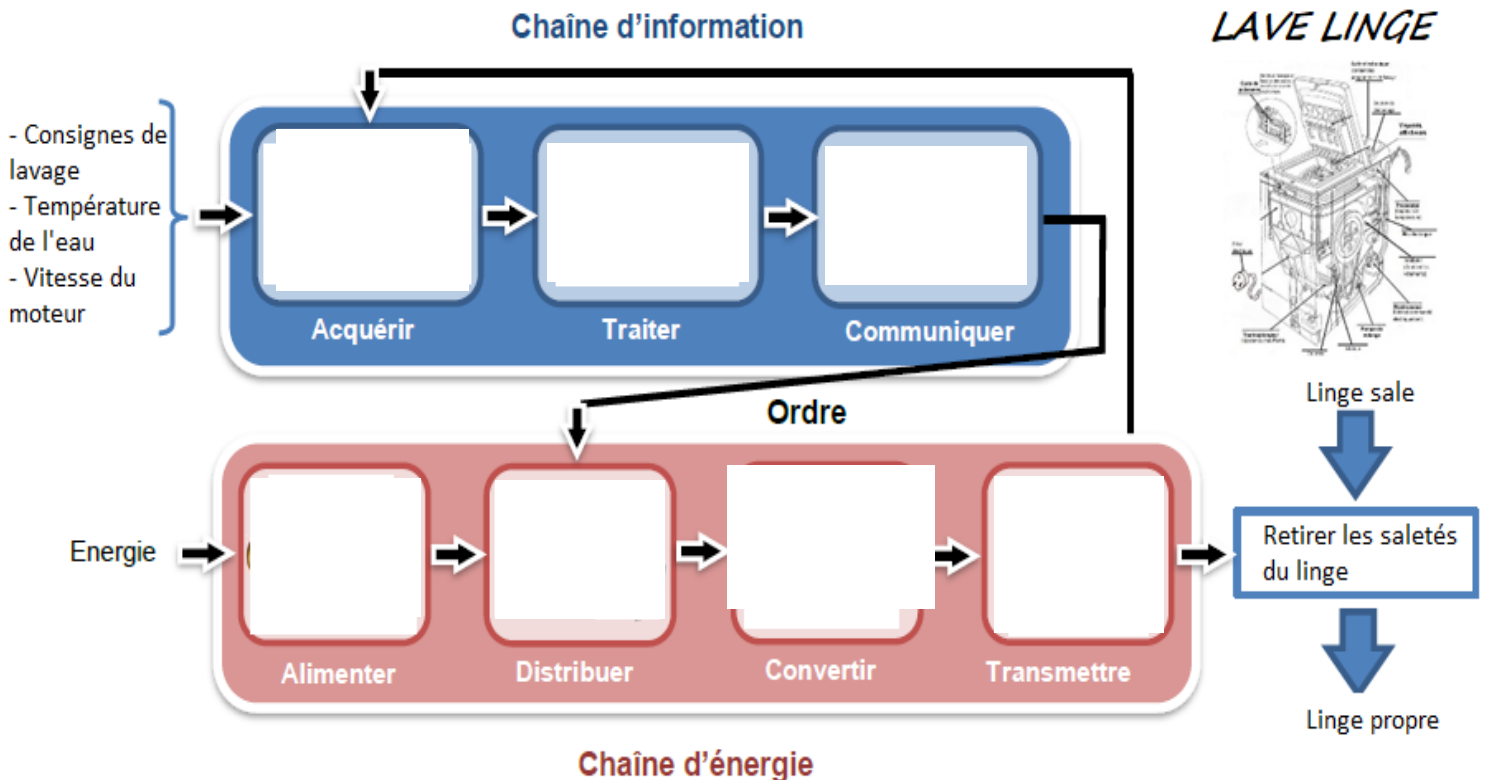 Chaîne d'information
LAVE LINGE
- Consignes de
lavage
- Température
de l'eau
- Vitesse du
moteur
Acquérir
Traiter
Communiquer
Ordre
Linge sale
Energie
Retirer les saletés
du linge
Alimenter
Distribuer
Convertir
Transmettre
Linge propre
Chaîne d'énergie